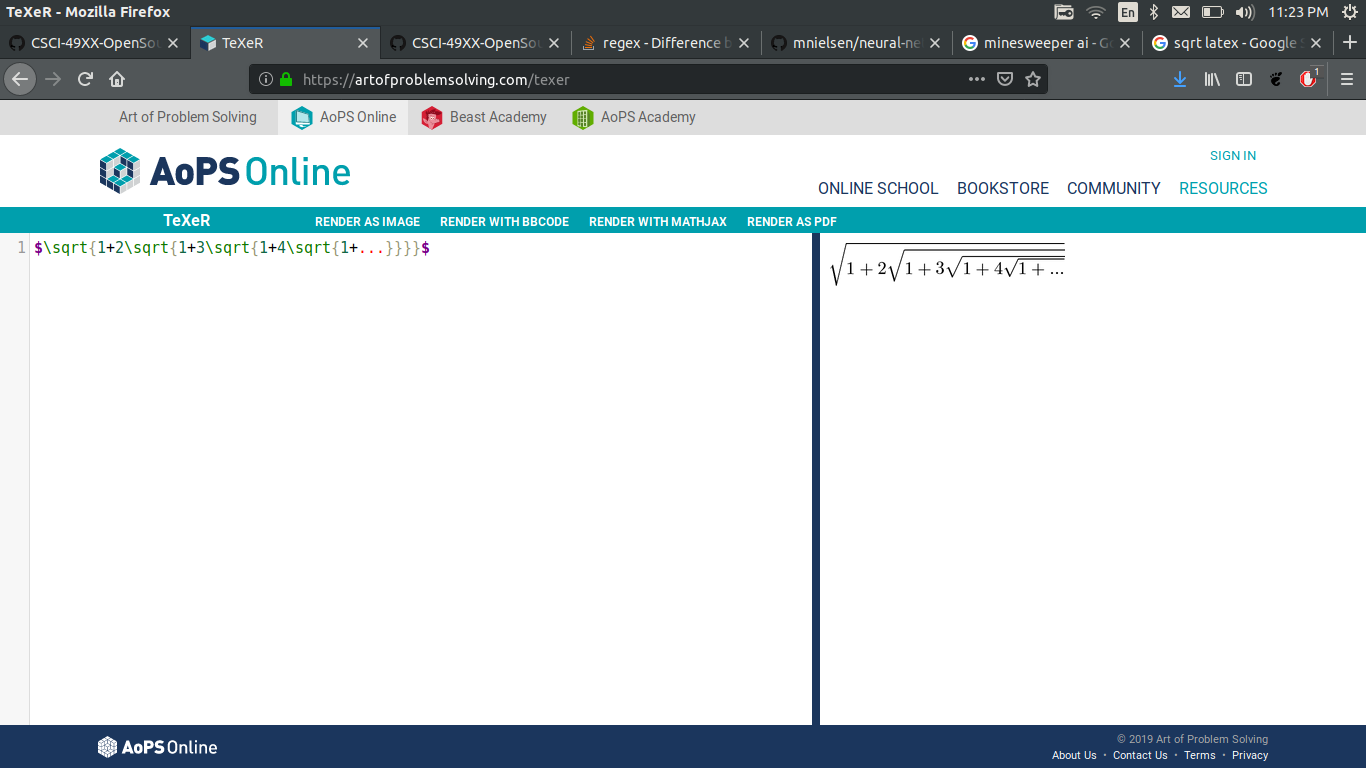 TeXeR - Mozilla Firefox
En
11:23 PM
CSCI-49XX-OpenSou
TeXeR
CSCI-49XX-OpenSou
regex - Difference b
mnielsen/neural-ne
minesweeper ai - Go
sqrt latex - Google S
https://artofproblemsolving.com/texer
1
Art of Problem Solving
AoPS Online
Beast Academy
AoPS Academy
AoPS Online
SIGN IN
ONLINE SCHOOL
BOOKSTORE
COMMUNITY
RESOURCES
TeXeR
RENDER AS IMAGE
RENDER WITH BBCODE
RENDER WITH MATHJAX
RENDER AS PDF
1 $\sqrt{1+2\sqrt{1+3\sqrt{1+4\sqrt{1+...}}}}$
√1 + 2√1 + 3√1 + 4√1 + ...
AoPS Online
© 2019 Art of Problem Solving
About Us • Contact Us • Terms • Privacy